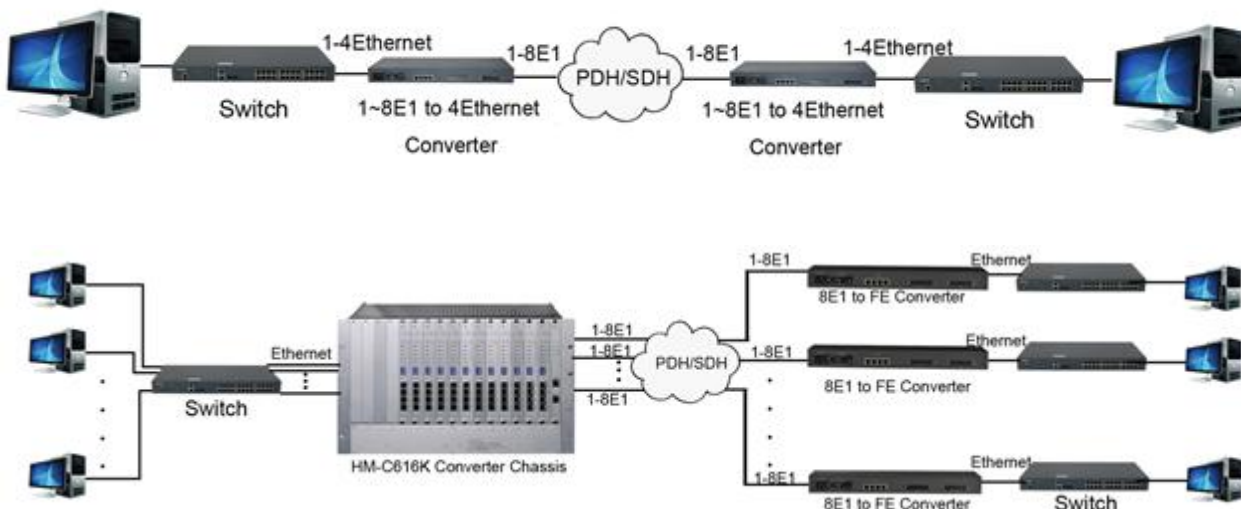 1-4Ethernet
1-8E1
PDH/SDH
1-8E1
1-4Ethernet
Switch
1~8E1 to 4Ethernet
Converter
1~8E1 to 4Ethernet
Converter
Switch
Ethernet
Switch
HM-C616K Converter Chassis
1-8E1
1-8E1
1-8E1
PDH/SDH
1-8E1
8E1 to FE Converter
Ethernet
1-8E1
8E1 to FE Converter
Ethernet
1-8E1
8E1 to FE Converter
Ethernet
Switch